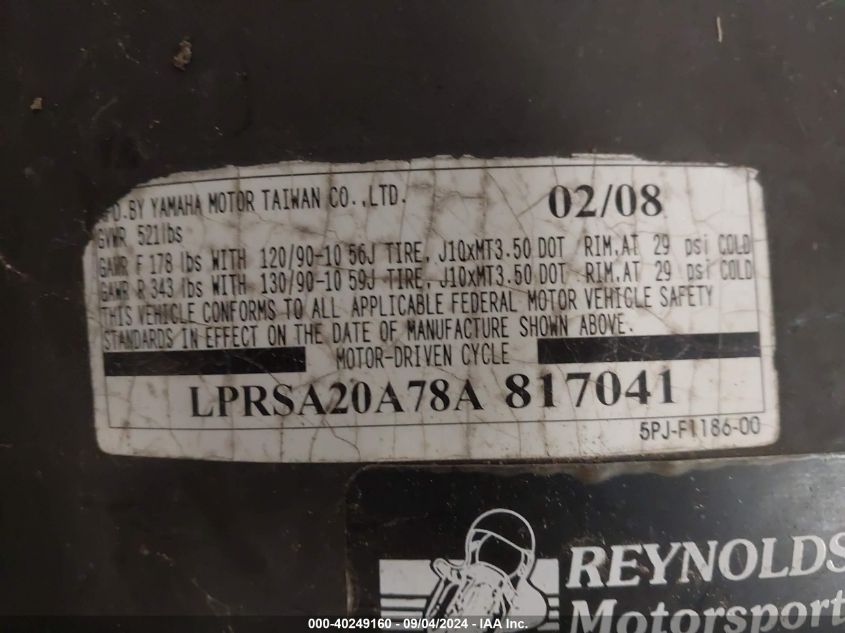 MFD.BY YAMAHA MOTOR TAIWAN CO.,LTD. 02/08
GVWR 521lbs
GAWR F 178 lbs WITH 120/90-10 56J TIRE, J10xMT3.50 DOT RIM,AT 29 psi COLD
GAWR R 343 lbs WITH 130/90-10 59J TIRE, J10xMT3.50 DOT RIM,AT 29 psi COLD
THIS VEHICLE CONFORMS TO ALL APPLICABLE FEDERAL MOTOR VEHICLE SAFETY
STANDARDS IN EFFECT ON THE DATE OF MANUFACTURE SHOWN ABOVE.
MOTOR-DRIVEN CYCLE
LPRSA20A78A 817041
5PJ-F1186-00
REYNOLDS
Motorsport
000-40249160 - 09/04/2024 - IAA Inc.